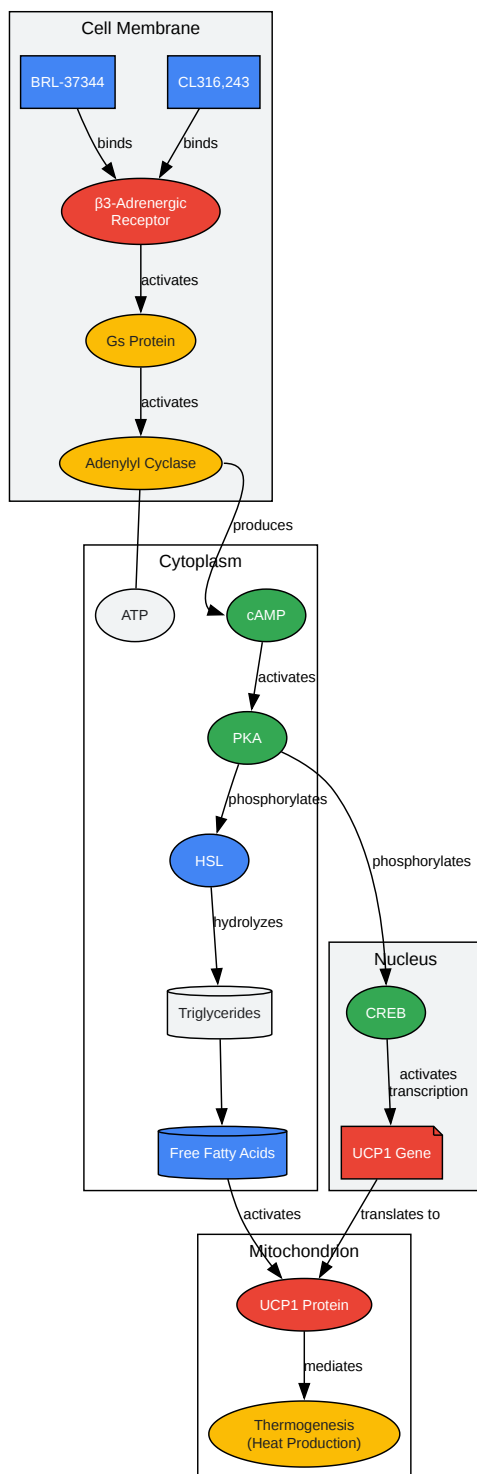 Cell Membrane
BRL-37344
CL316,243
binds
binds
β3-Adrenergic
Receptor
activates
Gs Protein
activates
Adenylyl Cyclase
produces
Cytoplasm
ATP
cAMP
activates
PKA
phosphorylates
HSL
phosphorylates
hydrolyzes
Nucleus
Triglycerides
CREB
activates
transcription
Free Fatty Acids
UCP1 Gene
activates
translates to
Mitochondrion
UCP1 Protein
mediates
Thermogenesis
(Heat Production)